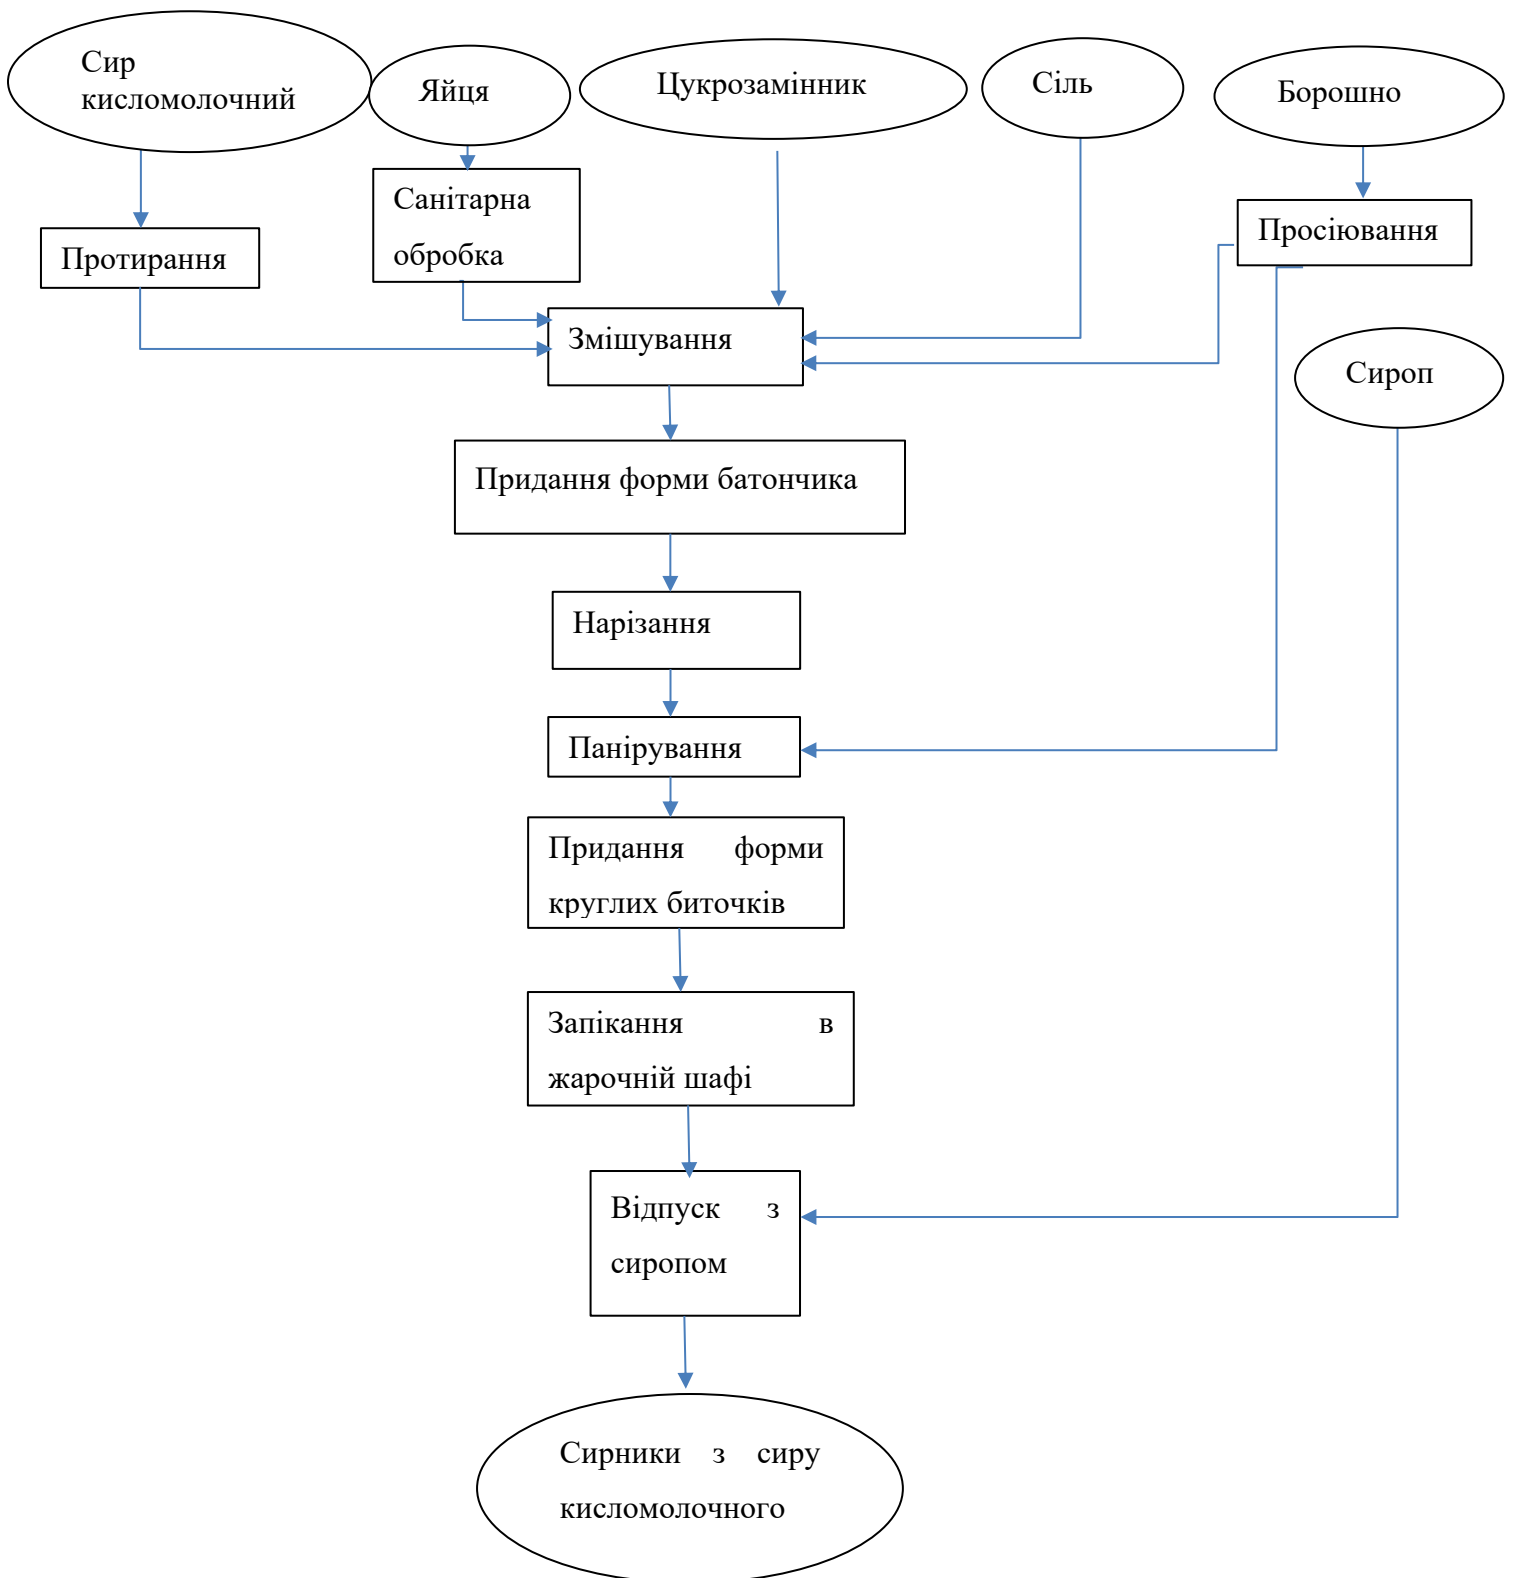 Сир
кисломолочний
Яйця
Цукрозамінник
Сіль
Борошно
Санітарна
обробка
Просіювання
Протирання
Змішування
Сироп
Придання форми батончика
Нарізання
Панірування
Придання форми
круглих биточків
Запікання в
жарочній шафі
Відпуск з
сиропом
Сирники з сиру
кисломолочного